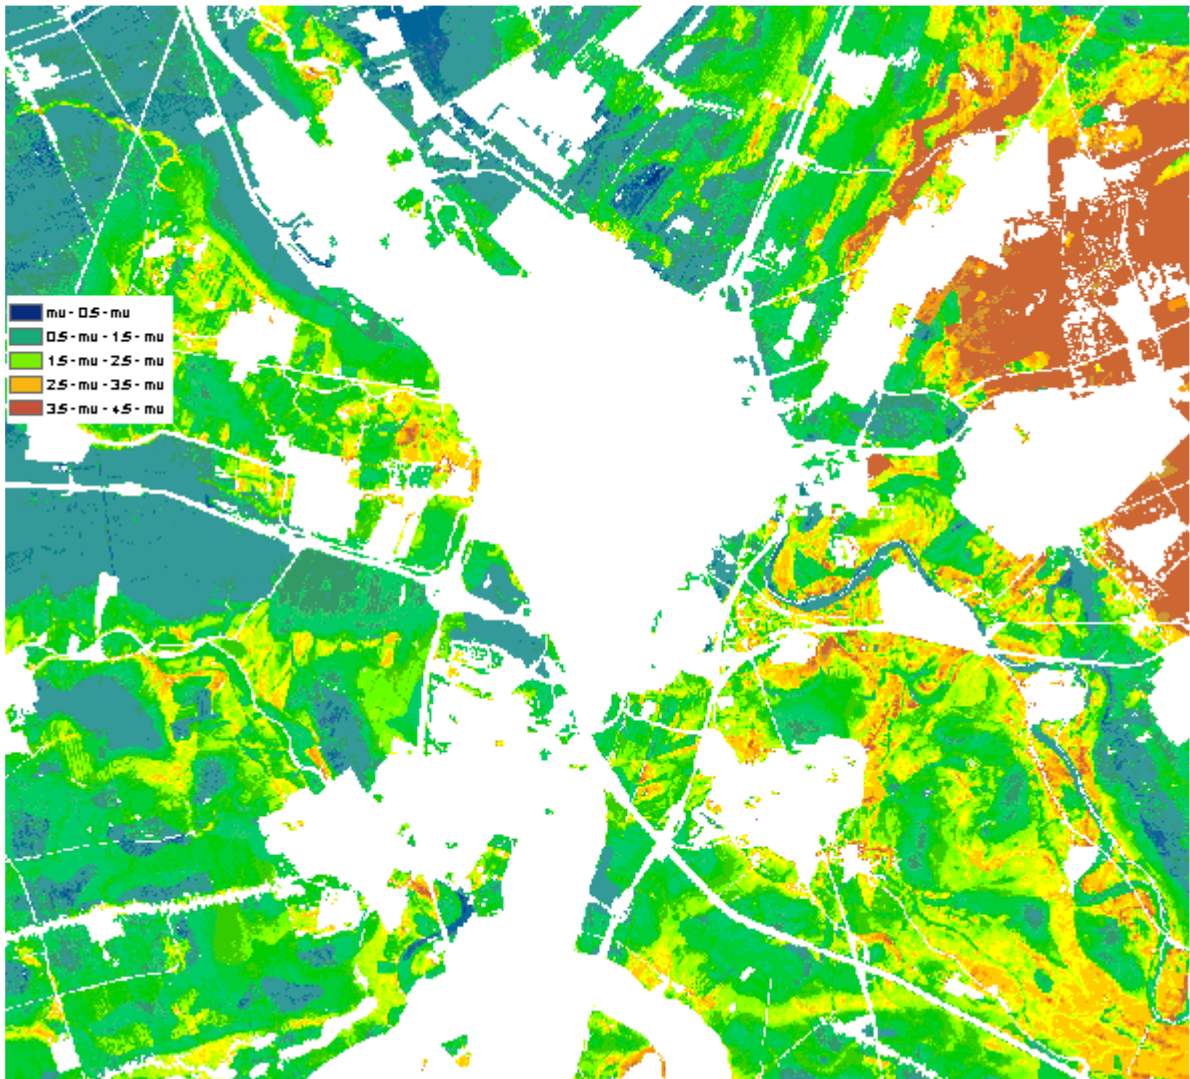 mu - 0.5 - mu
0.5 - mu - 1.5 - mu
1.5 - mu - 2.5 - mu
2.5 - mu - 3.5 - mu
3.5 - mu - 4.5 - mu